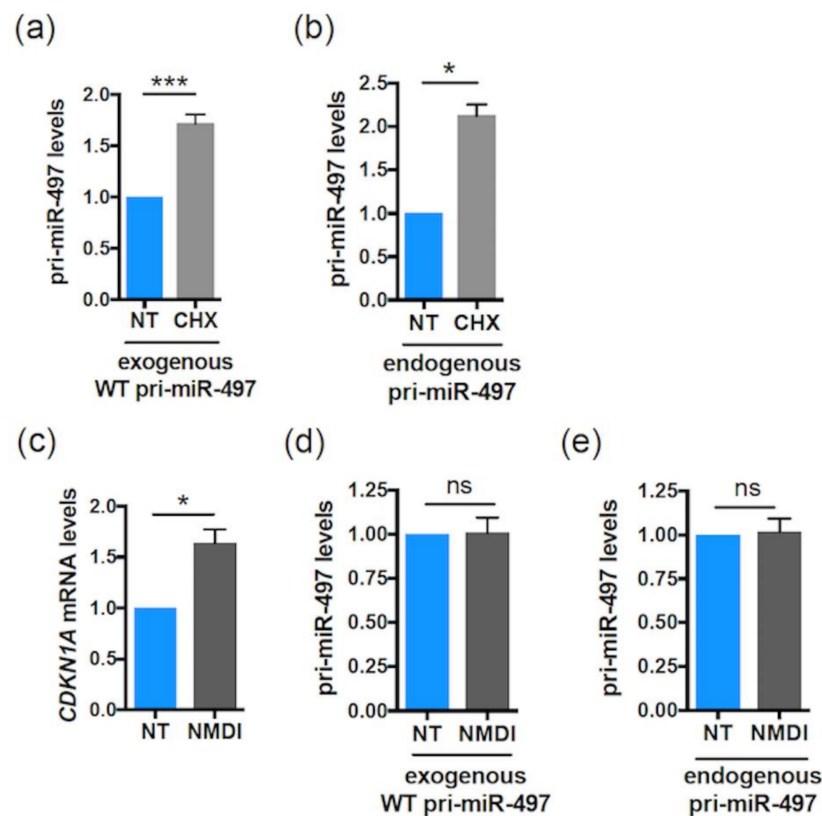 (a)
***
pri-miR-497 levels
2.0
1.5
1.0
0.5
0.0
NT CHX
exogenous
WT pri-miR-497
(b)
*
pri-miR-497 levels
2.5
2.0
1.5
1.0
0.5
0.0
NT CHX
endogenous
pri-miR-497
(c)
*
CDKN1A mRNA levels
2.0
1.5
1.0
0.5
0.0
NT NMDI
(d)
ns
pri-miR-497 levels
1.25
1.00
0.75
0.50
0.25
0.00
NT NMDI
exogenous
WT pri-miR-497
(e)
ns
pri-miR-497 levels
1.25
1.00
0.75
0.50
0.25
0.00
NT NMDI
endogenous
pri-miR-497